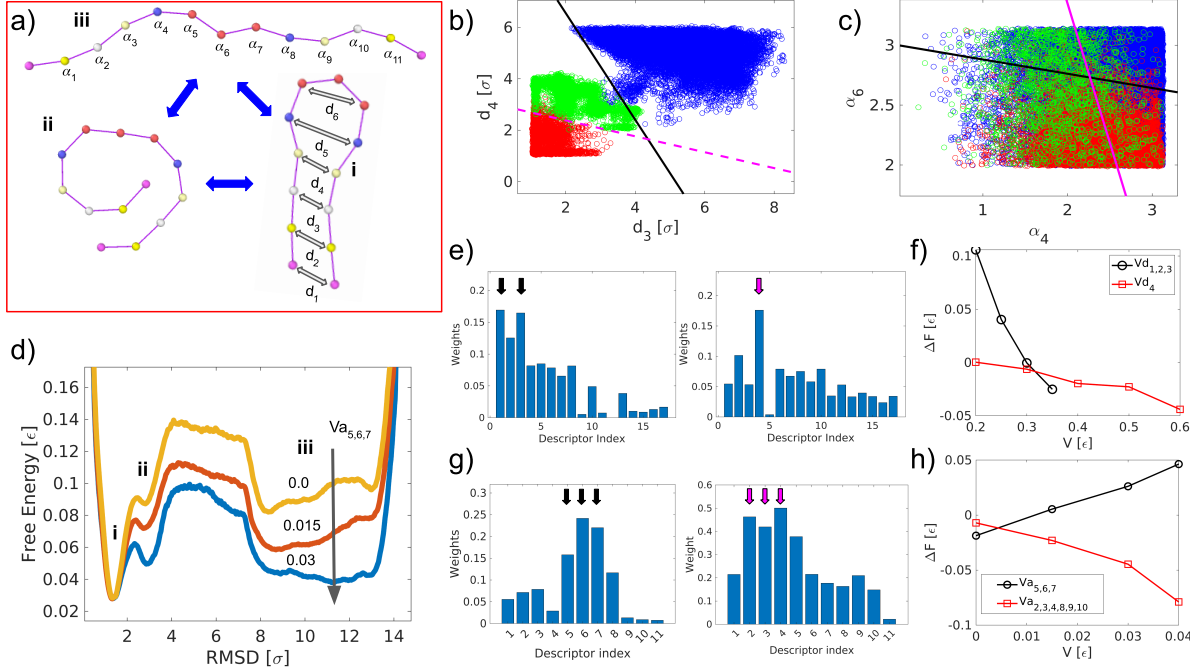 a)
iii
α4
α5
α3
α6
α7
α8
α9
α10
α11
α2
α1
ii
i
d6
d5
d4
d3
d2
d1
b)
6
4
2
0
d4 [σ]
2
4
6
8
d3 [σ]
c)
3
2.5
2
α6
1
2
3
α4
d)
0.16
0.14
0.12
0.1
0.08
0.06
0.04
0.02
Free Energy [ϵ]
i
ii
iii
Va5,6,7
0.0
0.015
0.03
2
4
6
8
10
12
14
RMSD [σ]
e)
0.2
0.15
0.1
0.05
0
Weights
0
5
10
15
Descriptor Index
0.2
0.15
0.1
0.05
0
Weights
0
5
10
15
Descriptor Index
f)
0.1
0.05
0
-0.05
ΔF [ϵ]
Vd1,2,3
Vd4
0.2
0.3
0.4
0.5
0.6
V [ϵ]
g)
0.3
0.2
0.1
0
Weights
1
2
3
4
5
6
7
8
9
10
11
Descriptor index
0.6
0.5
0.4
0.3
0.2
0.1
0
Weight
1
2
3
4
5
6
7
8
9
10
11
Descriptor index
h)
0.05
0
-0.05
-0.1
ΔF [ϵ]
Va5,6,7
Va2,3,4,8,9,10
0
0.01
0.02
0.03
0.04
V [ϵ]